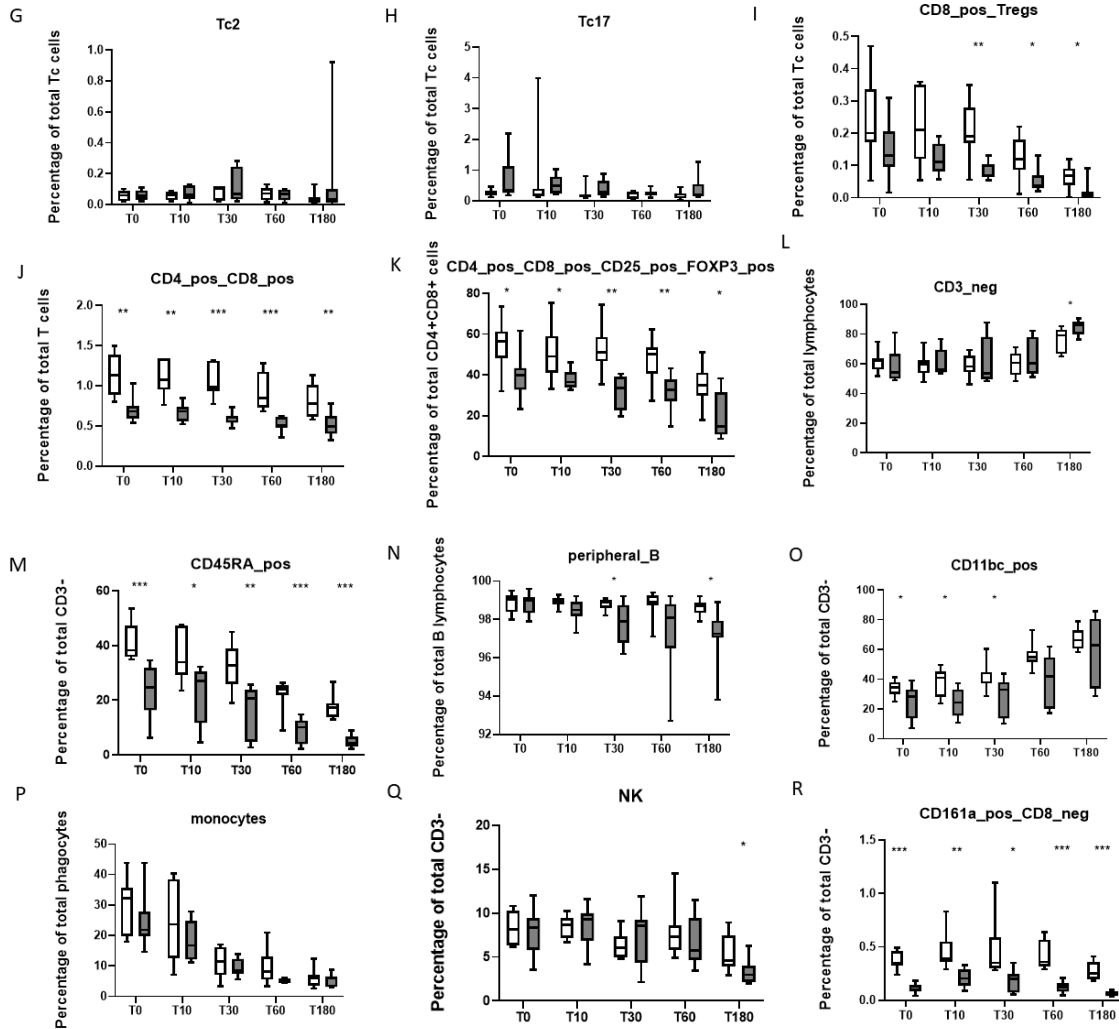 G
Tc2
Percentage of total Tc cells
1.0
0.8
0.6
0.4
0.2
0.0
T0 T10 T30 T60 T180
H
Tc17
Percentage of total Tc cells
5
4
3
2
1
0
T0 T10 T30 T60 T180
I
CD8_pos_Tregs
Percentage of total Tc cells
0.5
0.4
0.3
0.2
0.1
0.0
** * *
T0 T10 T30 T60 T180
J
CD4_pos_CD8_pos
Percentage of total T cells
2.0
1.5
1.0
0.5
0.0
** ** *** *** **
T0 T10 T30 T60 T180
K
CD4_pos_CD8_pos_CD25_pos_FOXP3_pos
Percentage of total CD4+CD8+ cells
80
60
40
20
0
* * ** ** *
T0 T10 T30 T60 T180
L
CD3_neg
Percentage of total lymphocytes
100
80
60
40
20
0
*
T0 T10 T30 T60 T180
M
CD45RA_pos
Percentage of total CD3-
60
40
20
0
*** * ** *** ***
T0 T10 T30 T60 T180
N
peripheral_B
Percentage of total B lymphocytes
100
98
96
94
92
* *
T0 T10 T30 T60 T180
O
CD11bc_pos
Percentage of total CD3-
100
80
60
40
20
0
* * *
T0 T10 T30 T60 T180
P
monocytes
Percentage of total phagocytes
50
40
30
20
10
0
T0 T10 T30 T60 T180
Q
NK
Percentage of total CD3-
20
15
10
5
0
*
T0 T10 T30 T60 T180
R
CD161a_pos_CD8_neg
Percentage of total CD3-
1.5
1.0
0.5
0.0
*** ** * *** ***
T0 T10 T30 T60 T180